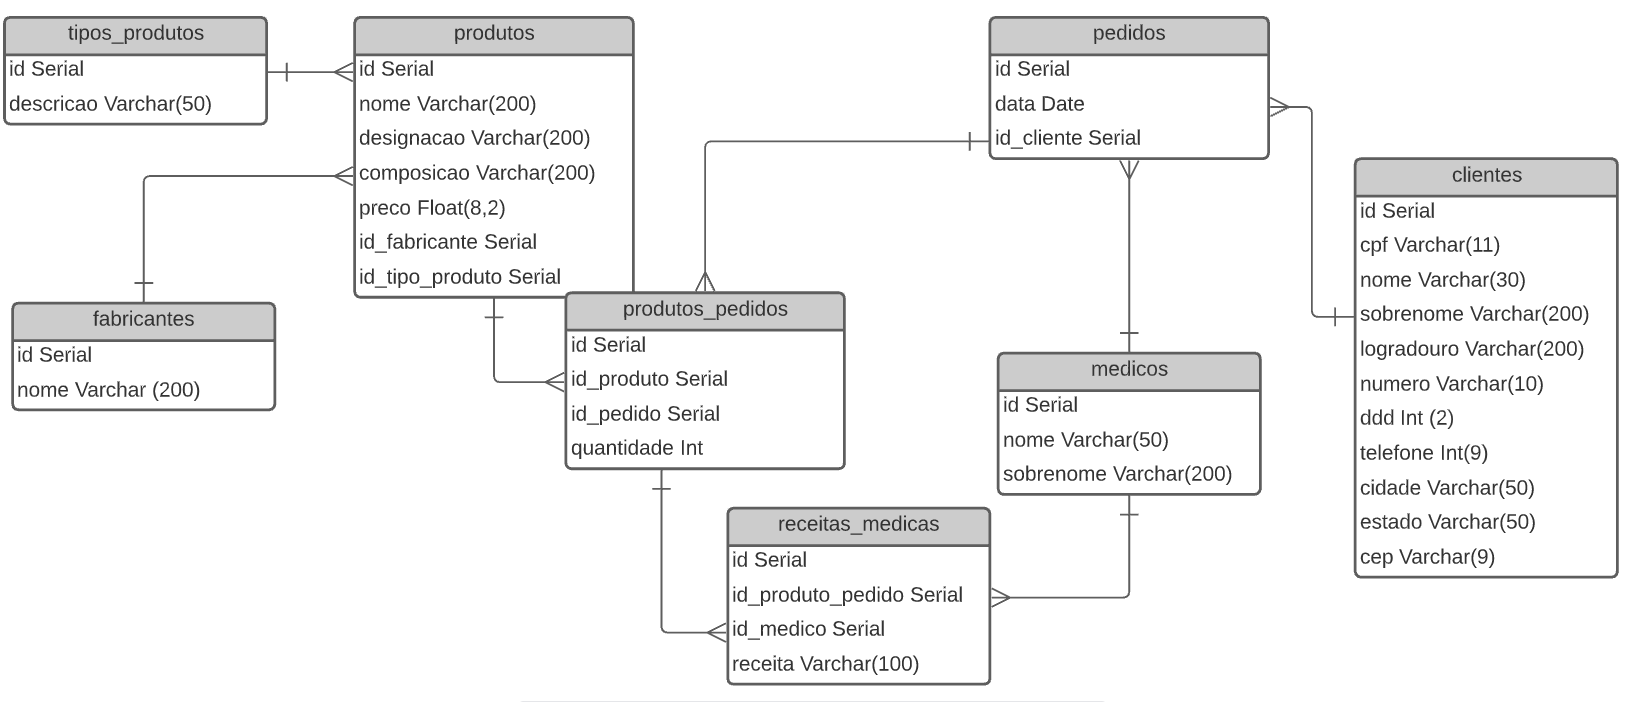 tipos_produtos
id Serial
descricao Varchar(50)
produtos
id Serial
nome Varchar(200)
designacao Varchar(200)
composicao Varchar(200)
preco Float(8,2)
id_fabricante Serial
id_tipo_produto Serial
pedidos
id Serial
data Date
id_cliente Serial
clientes
id Serial
cpf Varchar(11)
nome Varchar(30)
sobrenome Varchar(200)
logradouro Varchar(200)
numero Varchar(10)
ddd Int (2)
telefone Int(9)
cidade Varchar(50)
estado Varchar(50)
cep Varchar(9)
fabricantes
id Serial
nome Varchar (200)
produtos_pedidos
id Serial
id_produto Serial
id_pedido Serial
quantidade Int
medicos
id Serial
nome Varchar(50)
sobrenome Varchar(200)
receitas_medicas
id Serial
id_produto_pedido Serial
id_medico Serial
receita Varchar(100)